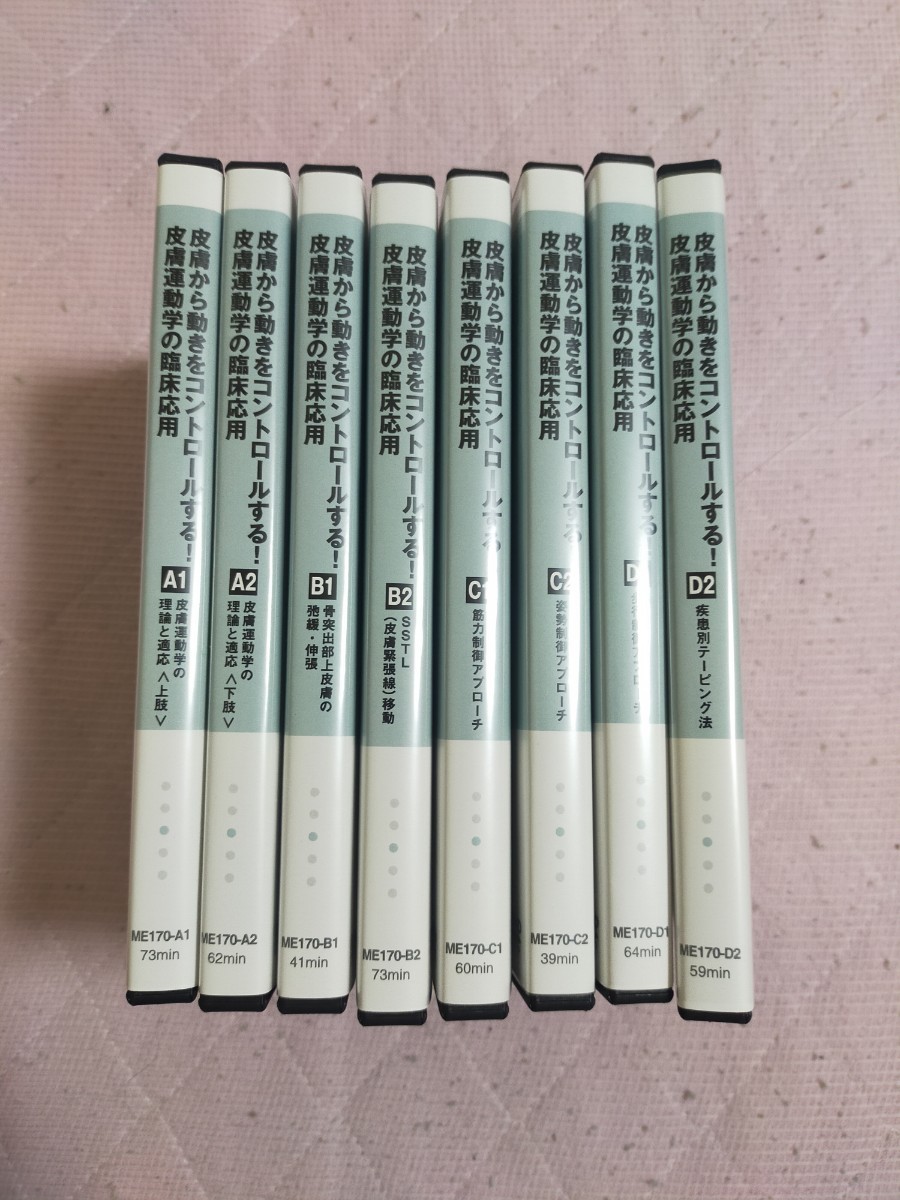 皮膚から動きをコントロールする!
皮膚運動学の臨床応用
A1
皮膚運動学の
理論と適応<上肢>
ME170-A1
73min
皮膚から動きをコントロールする!
皮膚運動学の臨床応用
A2
皮膚運動学の
理論と適応<下肢>
ME170-A2
62min
皮膚から動きをコントロールする!
皮膚運動学の臨床応用
B1
骨突出部上皮膚の
弛緩・伸張
ME170-B1
41min
皮膚から動きをコントロールする!
皮膚運動学の臨床応用
B2
SSTL
(皮膚緊張線)移動
ME170-B2
73min
皮膚から動きをコントロールする
皮膚運動学の臨床応用
C1
筋力制御アプローチ
ME170-C1
60min
皮膚から動きをコントロールする
皮膚運動学の臨床応用
C2
姿勢制御アプローチ
ME170-C2
39min
皮膚から動きをコントロールする
皮膚運動学の臨床応用
ME170-D1
64min
皮膚から動きをコントロールする!
皮膚運動学の臨床応用
D2
疾患別テーピング法
ME170-D2
59min